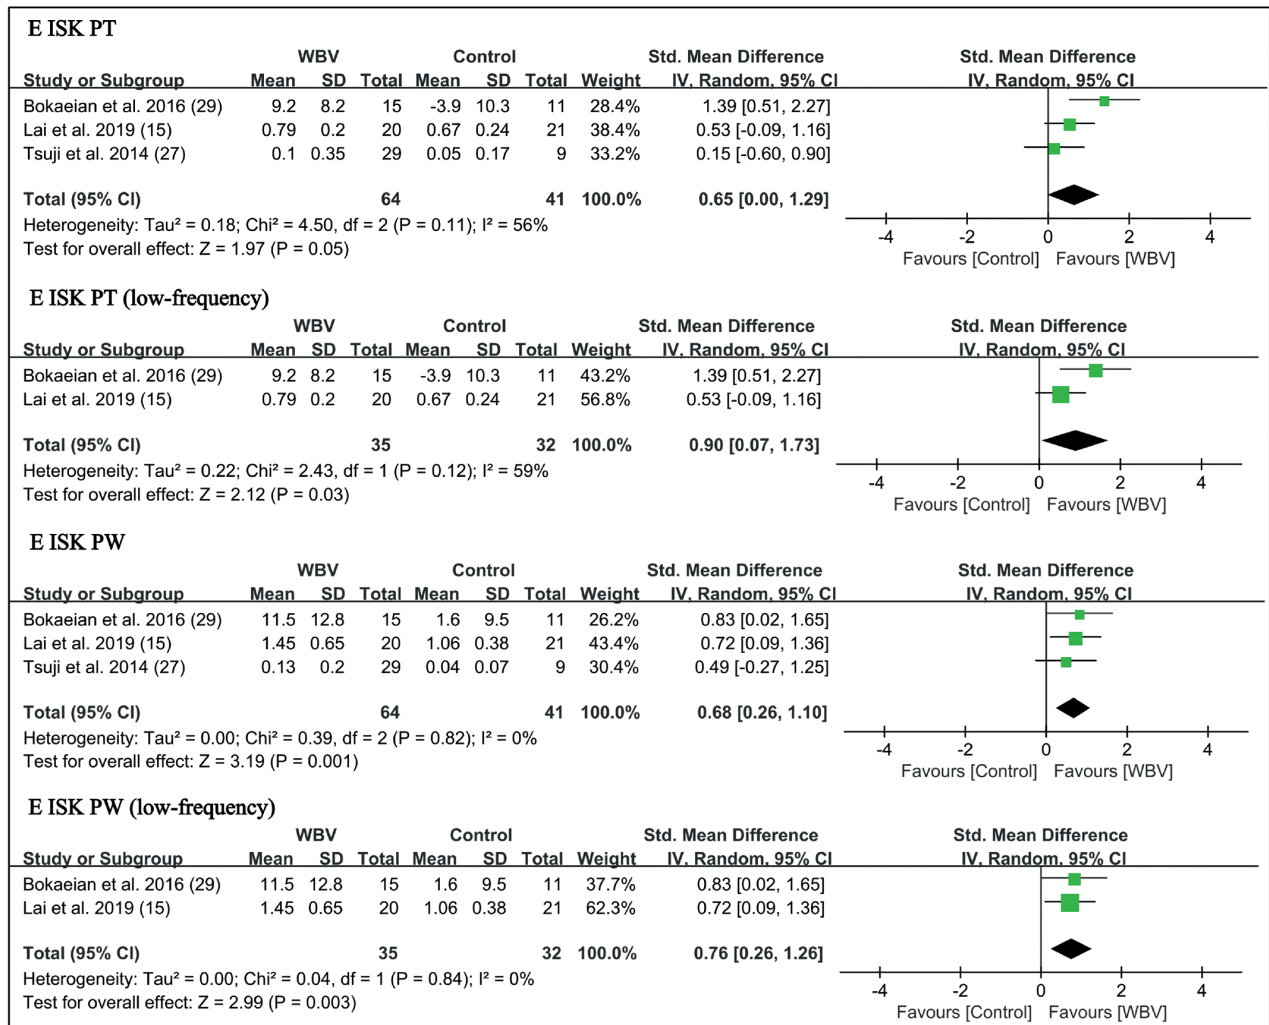 E ISK PT
WBV Control Std. Mean Difference Std. Mean Difference
Study or Subgroup Mean SD Total Mean SD Total Weight IV, Random, 95% CI IV, Random, 95% CI
Bokaeian et al. 2016 (29) 9.2 8.2 15 -3.9 10.3 11 28.4% 1.39 [0.51, 2.27]
Lai et al. 2019 (15) 0.79 0.2 20 0.67 0.24 21 38.4% 0.53 [-0.09, 1.16]
Tsuji et al. 2014 (27) 0.1 0.35 29 0.05 0.17 9 33.2% 0.15 [-0.60, 0.90]
Total (95% CI) 64 41 100.0% 0.65 [0.00, 1.29]
Heterogeneity: Tau² = 0.18; Chi² = 4.50, df = 2 (P = 0.11); I² = 56%
Test for overall effect: Z = 1.97 (P = 0.05)
-4 -2 0 2 4
Favours [Control] Favours [WBV]
E ISK PT (low-frequency)
WBV Control Std. Mean Difference Std. Mean Difference
Study or Subgroup Mean SD Total Mean SD Total Weight IV, Random, 95% CI IV, Random, 95% CI
Bokaeian et al. 2016 (29) 9.2 8.2 15 -3.9 10.3 11 43.2% 1.39 [0.51, 2.27]
Lai et al. 2019 (15) 0.79 0.2 20 0.67 0.24 21 56.8% 0.53 [-0.09, 1.16]
Total (95% CI) 35 32 100.0% 0.90 [0.07, 1.73]
Heterogeneity: Tau² = 0.22; Chi² = 2.43, df = 1 (P = 0.12); I² = 59%
Test for overall effect: Z = 2.12 (P = 0.03)
-4 -2 0 2 4
Favours [Control] Favours [WBV]
E ISK PW
WBV Control Std. Mean Difference Std. Mean Difference
Study or Subgroup Mean SD Total Mean SD Total Weight IV, Random, 95% CI IV, Random, 95% CI
Bokaeian et al. 2016 (29) 11.5 12.8 15 1.6 9.5 11 26.2% 0.83 [0.02, 1.65]
Lai et al. 2019 (15) 1.45 0.65 20 1.06 0.38 21 43.4% 0.72 [0.09, 1.36]
Tsuji et al. 2014 (27) 0.13 0.2 29 0.04 0.07 9 30.4% 0.49 [-0.27, 1.25]
Total (95% CI) 64 41 100.0% 0.68 [0.26, 1.10]
Heterogeneity: Tau² = 0.00; Chi² = 0.39, df = 2 (P = 0.82); I² = 0%
Test for overall effect: Z = 3.19 (P = 0.001)
-4 -2 0 2 4
Favours [Control] Favours [WBV]
E ISK PW (low-frequency)
WBV Control Std. Mean Difference Std. Mean Difference
Study or Subgroup Mean SD Total Mean SD Total Weight IV, Random, 95% CI IV, Random, 95% CI
Bokaeian et al. 2016 (29) 11.5 12.8 15 1.6 9.5 11 37.7% 0.83 [0.02, 1.65]
Lai et al. 2019 (15) 1.45 0.65 20 1.06 0.38 21 62.3% 0.72 [0.09, 1.36]
Total (95% CI) 35 32 100.0% 0.76 [0.26, 1.26]
Heterogeneity: Tau² = 0.00; Chi² = 0.04, df = 1 (P = 0.84); I² = 0%
Test for overall effect: Z = 2.99 (P = 0.003)
-4 -2 0 2 4
Favours [Control] Favours [WBV]